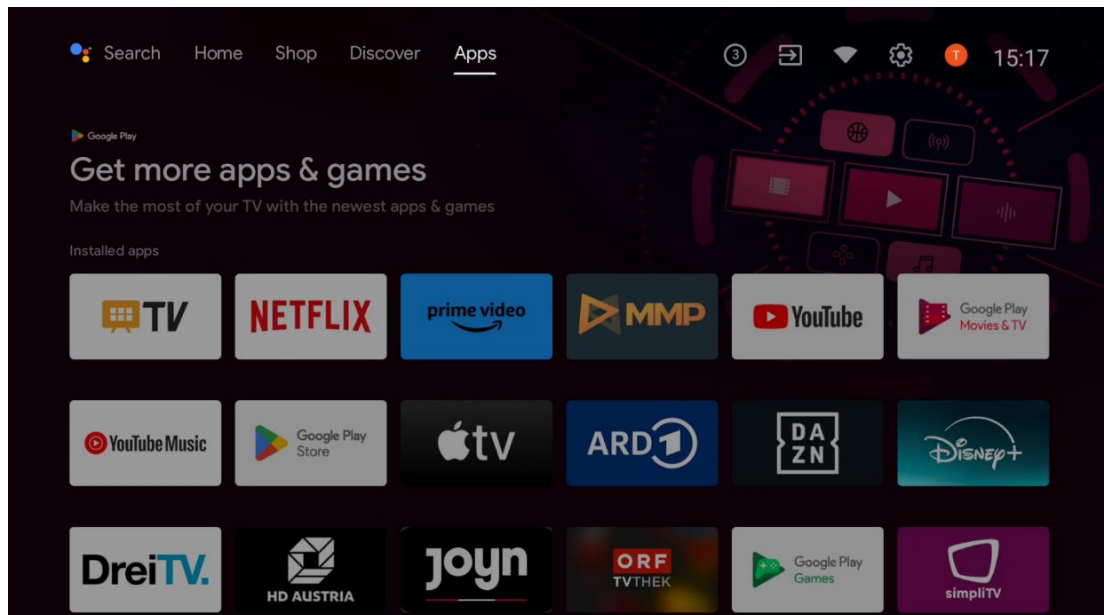 Search Home Shop Discover Apps 3 T 15:17
Google Play
Get more apps & games
Make the most of your TV with the newest apps & games
Installed apps
TV
NETFLIX
prime video
MMP
YouTube
Google Play
Movies & TV
YouTube Music
Google Play
Store
tv
ARD 1
DA
ZN
Disney+
DreiTV.
HD AUSTRIA
Joyn
ORF
TVTHEK
Google Play
Games
simpliTV